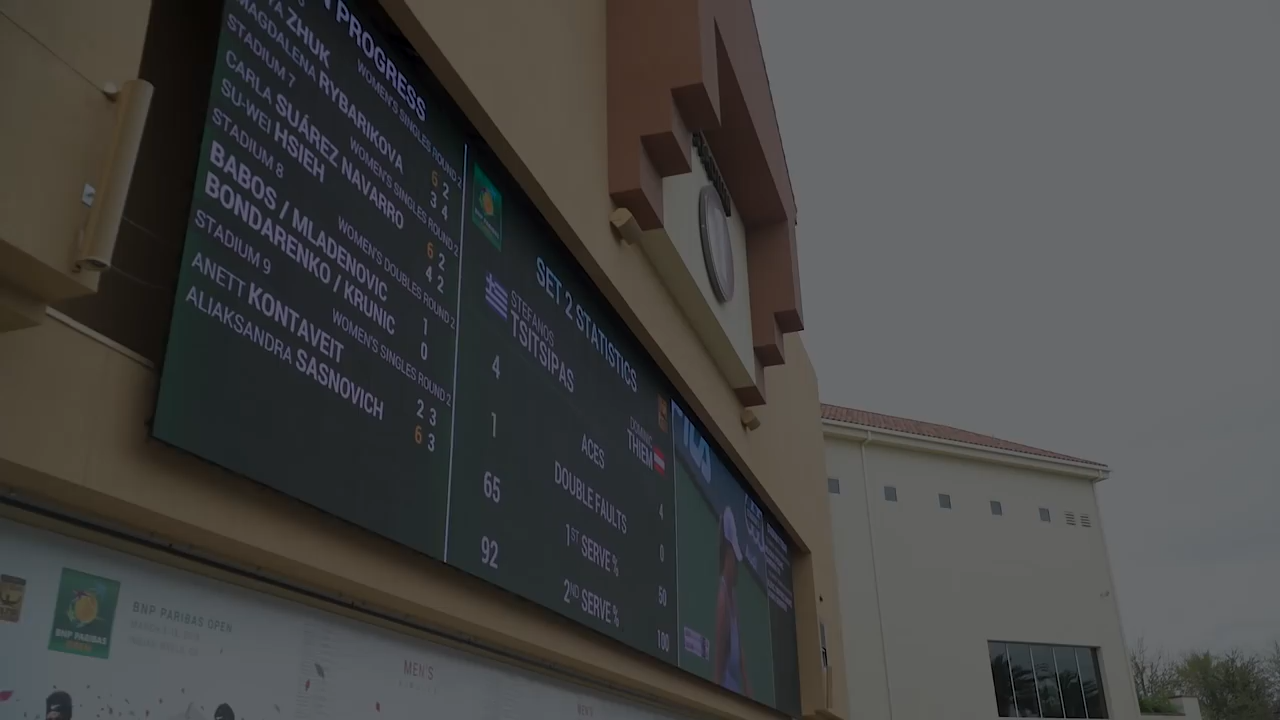 N PROGRESS
YA ZHUK
WOMEN'S SINGLES ROUND 2
MAGDALENA RYBARIKOVA
6 2
3 4
STADIUM 7
WOMEN'S SINGLES ROUND 2
CARLA SUÁREZ NAVARRO
6 2
SU-WEI HSIEH
4 2
STADIUM 8
WOMEN'S DOUBLES ROUND
BABOS / MLADENOVIC
1
BONDARENKO / KRUNIC
0
STADIUM 9
WOMEN'S SINGLES ROUND 2
ANETT KONTAVEIT
2 3
ALIAKSANDRA SASNOVICH
6 3
SET 2 STATISTICS
STEFANOS
TSITSIPAS
DOMINIC
THIEM
4 ACES 4
1 DOUBLE FAULTS 0
65 1ST SERVE % 50
92 2ND SERVE % 100
BNP PARIBAS
BNP PARIBAS OPEN
MEN'S